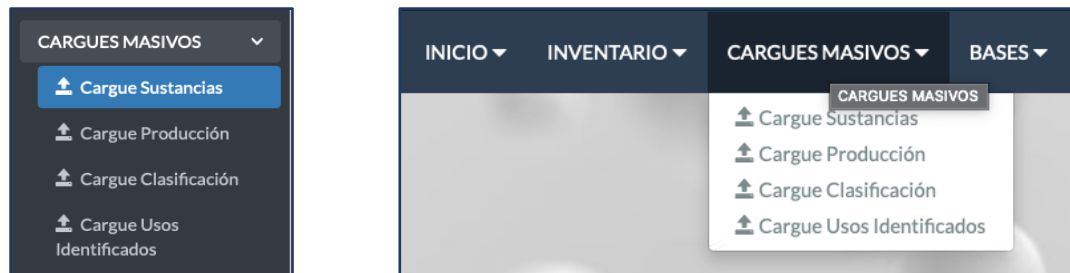 CARGUES MASIVOS
Cargue Sustancias
Cargue Producción
Cargue Clasificación
Cargue Usos
Identificados
INICIO INVENTARIO CARGUES MASIVOS BASES
CARGUES MASIVOS
Cargue Sustancias
Cargue Producción
Cargue Clasificación
Cargue Usos Identificados